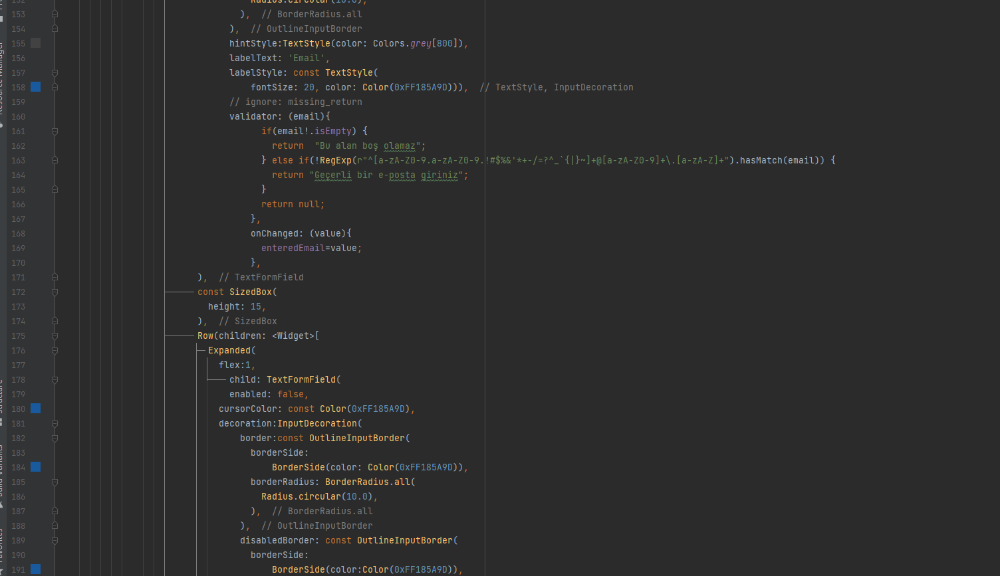 Radius.circular(10.0),
153 ), // BorderRadius.all
154 ), // OutlineInputBorder
155 hintStyle:TextStyle(color: Colors.grey[800]),
156 labelText: 'Email',
157 labelStyle: const TextStyle(
158 fontSize: 20, color: Color(0xFF185A9D))), // TextStyle, InputDecoration
159 // ignore: missing_return
160 validator: (email){
161 if(email!.isEmpty) {
162 return "Bu alan boş olamaz";
163 } else if(!RegExp(r"^[a-zA-Z0-9.a-zA-Z0-9.!#$%&'*+-/=?^_`{|}~]+@[a-zA-Z0-9]+\.[a-zA-Z]+").hasMatch(email)) {
164 return "Geçerli bir e-posta giriniz";
165 }
166 return null;
167 },
168 onChanged: (value){
169 enteredEmail=value;
170 },
171 ), // TextFormField
172 const SizedBox(
173 height: 15,
174 ), // SizedBox
175 Row(children: <Widget>[
176 Expanded(
177 flex:1,
178 child: TextFormField(
179 enabled: false,
180 cursorColor: const Color(0xFF185A9D),
181 decoration:InputDecoration(
182 border:const OutlineInputBorder(
183 borderSide:
184 BorderSide(color: Color(0xFF185A9D)),
185 borderRadius: BorderRadius.all(
186 Radius.circular(10.0),
187 ), // BorderRadius.all
188 ), // OutlineInputBorder
189 disabledBorder: const OutlineInputBorder(
190 borderSide:
191 BorderSide(color:Color(0xFF185A9D)),